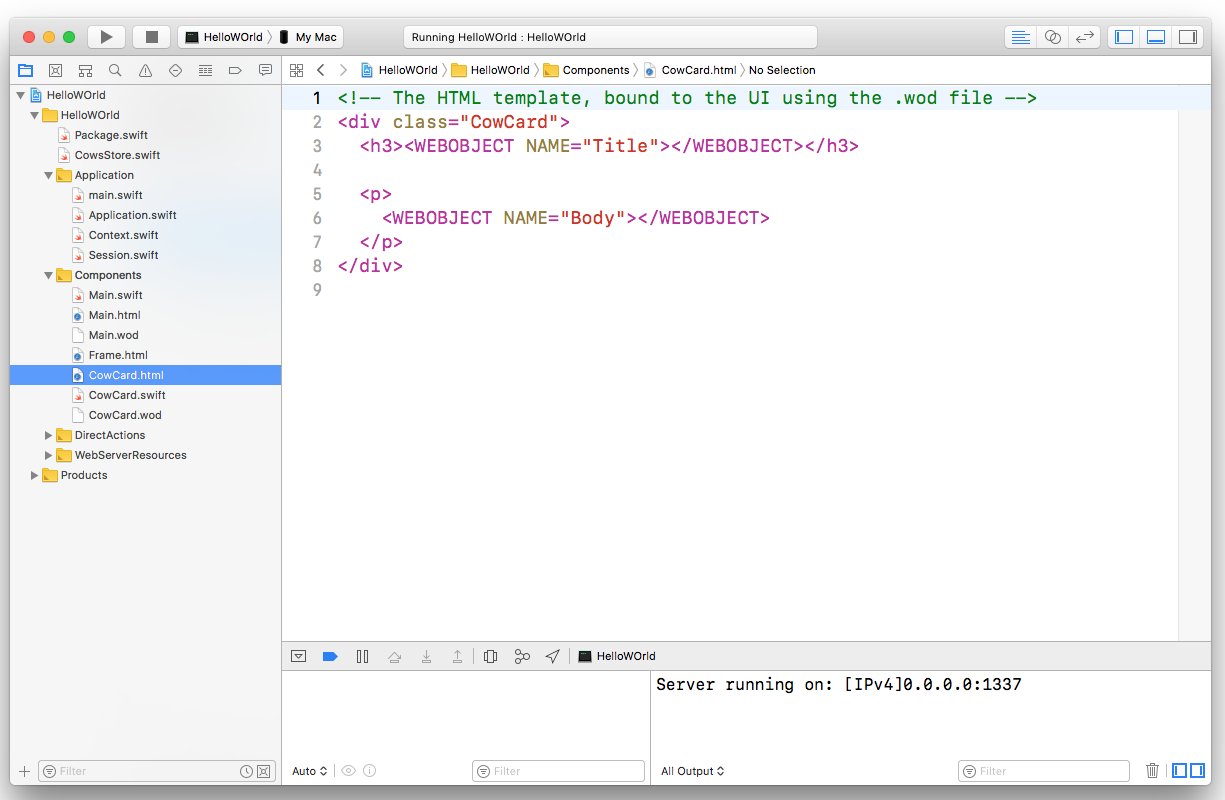 HelloWOrld 〉 My Mac
Running HelloWOrld : HelloWOrld
HelloWOrld 〉 HelloWOrld 〉 Components 〉 CowCard.html 〉 No Selection
HelloWOrld
HelloWOrld
Package.swift
CowsStore.swift
Application
main.swift
Application.swift
Context.swift
Session.swift
Components
Main.swift
Main.html
Main.wod
Frame.html
CowCard.html
CowCard.swift
CowCard.wod
DirectActions
WebServerResources
Products
Filter
1 <!-- The HTML template, bound to the UI using the .wod file -->
2 <div class="CowCard">
3   <h3><WEBOBJECT NAME="Title"></WEBOBJECT></h3>
4
5   <p>
6     <WEBOBJECT NAME="Body"></WEBOBJECT>
7   </p>
8 </div>
9
HelloWOrld
Server running on: [IPv4]0.0.0.0:1337
Auto
Filter
All Output
Filter